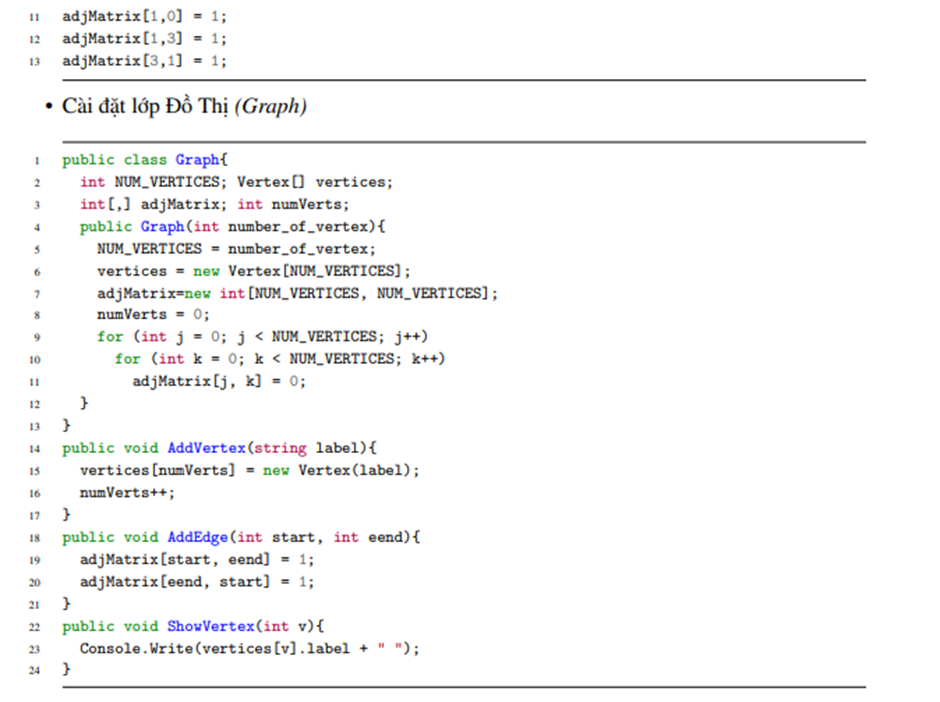 11 adjMatrix[1,0] = 1;
12 adjMatrix[1,3] = 1;
13 adjMatrix[3,1] = 1;
• Cài đặt lớp Đồ Thị (Graph)
1 public class Graph{
2 int NUM_VERTICES; Vertex[] vertices;
3 int[,] adjMatrix; int numVerts;
4 public Graph(int number_of_vertex){
5 NUM_VERTICES = number_of_vertex;
6 vertices = new Vertex[NUM_VERTICES];
7 adjMatrix=new int[NUM_VERTICES, NUM_VERTICES];
8 numVerts = 0;
9 for (int j = 0; j < NUM_VERTICES; j++)
10 for (int k = 0; k < NUM_VERTICES; k++)
11 adjMatrix[j, k] = 0;
12 }
13 }
14 public void AddVertex(string label){
15 vertices[numVerts] = new Vertex(label);
16 numVerts++;
17 }
18 public void AddEdge(int start, int eend){
19 adjMatrix[start, eend] = 1;
20 adjMatrix[eend, start] = 1;
21 }
22 public void ShowVertex(int v){
23 Console.Write(vertices[v].label + " ");
24 }